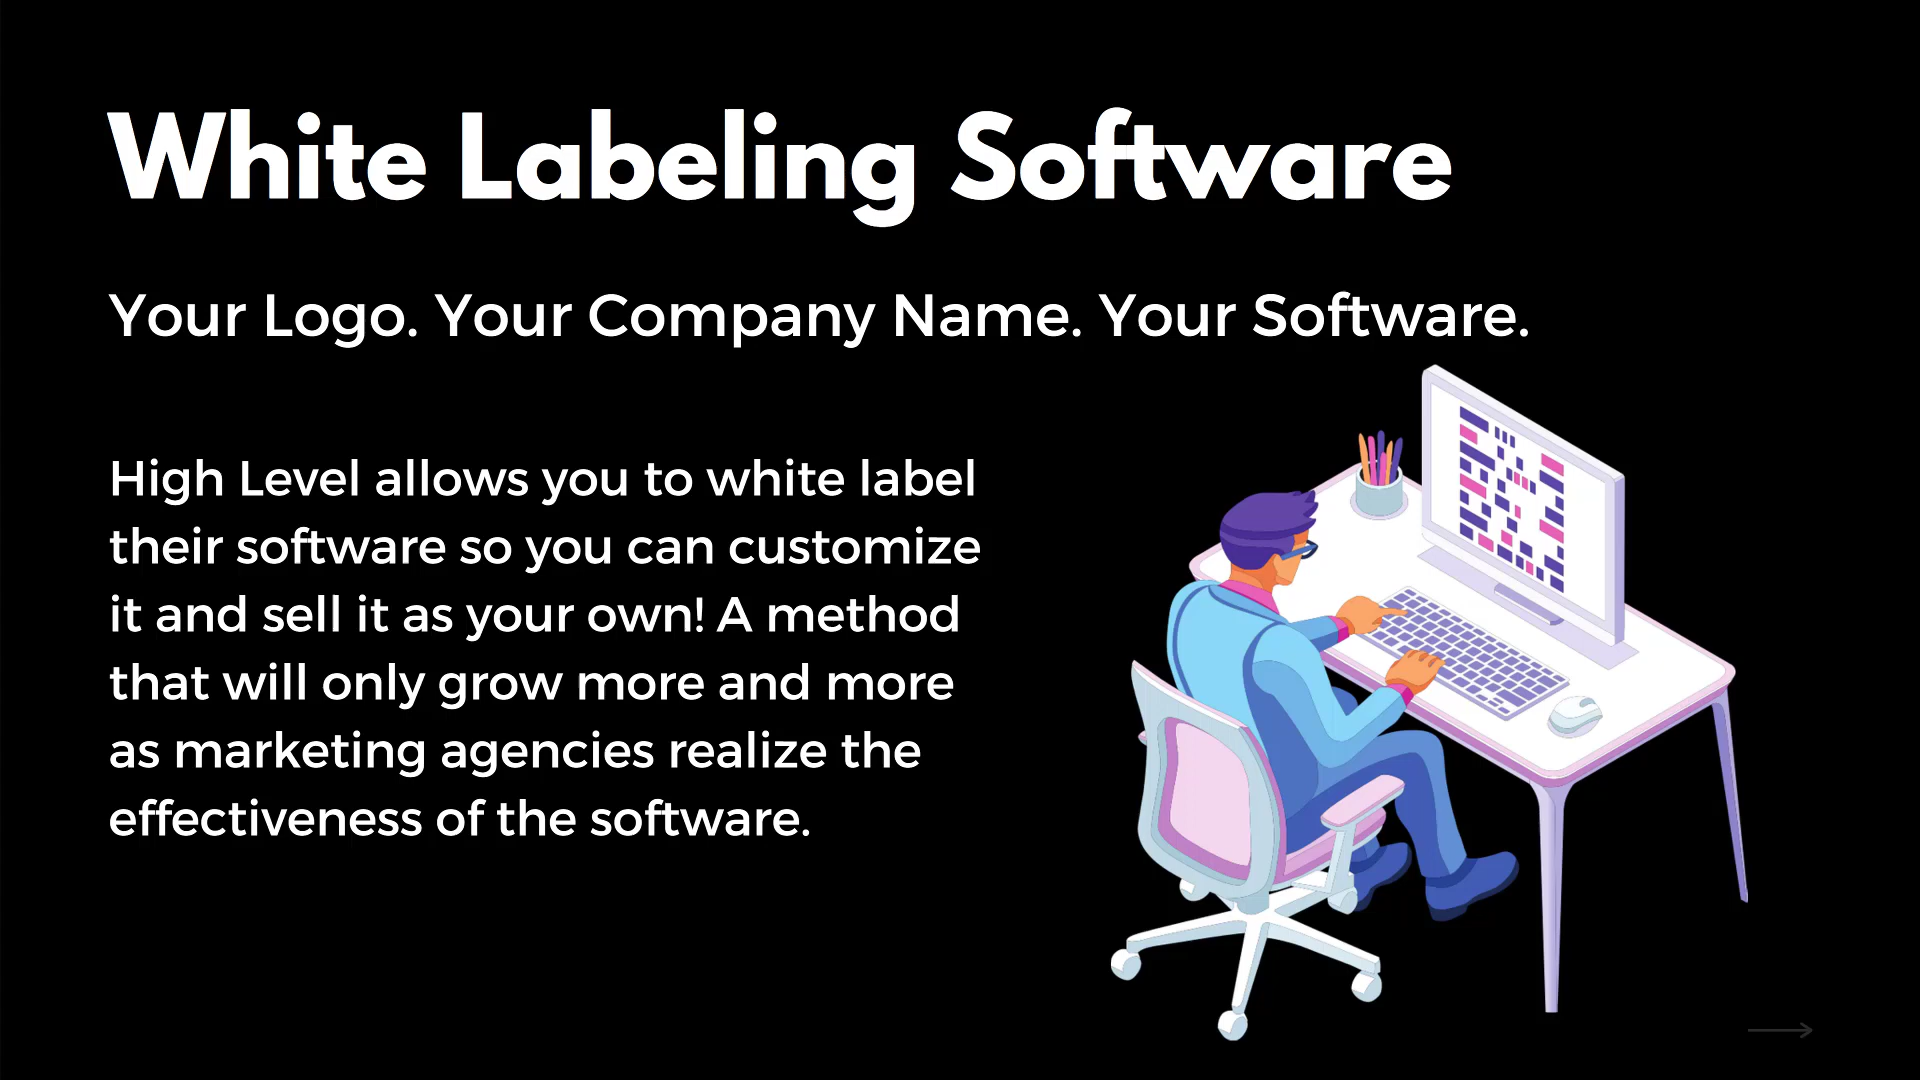 White Labeling Software
Your Logo. Your Company Name. Your Software.
High Level allows you to white label
their software so you can customize
it and sell it as your own! A method
that will only grow more and more
as marketing agencies realize the
effectiveness of the software.